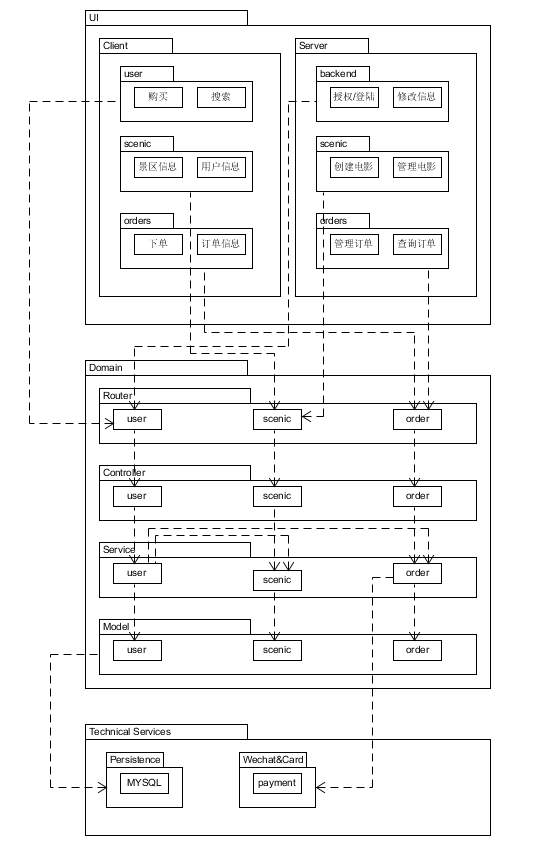 UI
Client
Server
user
backend
购买 搜索
授权/登陆 修改信息
scenic
scenic
景区信息 用户信息
创建电影 管理电影
orders
orders
下单 订单信息
管理订单 查询订单
Domain
Router
user scenic order
Controller
user scenic order
Service
user scenic order
Model
user scenic order
Technical Services
Persistence
Wechat&Card
MYSQL
payment